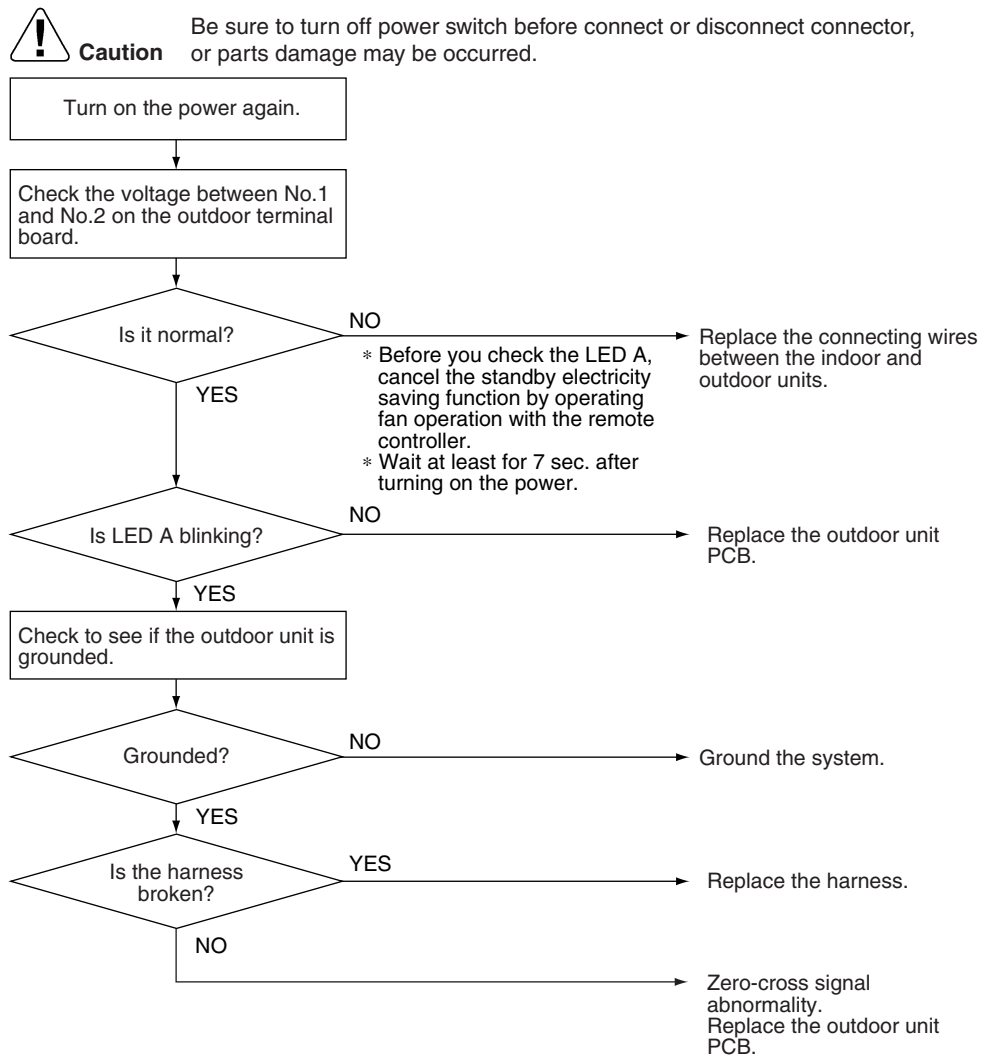 Be sure to turn off power switch before connect or disconnect connector,
Caution or parts damage may be occurred.
Turn on the power again.
Check the voltage between No.1
and No.2 on the outdoor terminal
board.
Is it normal?
NO
Replace the connecting wires
between the indoor and
outdoor units.
* Before you check the LED A,
cancel the standby electricity
saving function by operating
fan operation with the remote
controller.
* Wait at least for 7 sec. after
turning on the power.
YES
Is LED A blinking?
NO
Replace the outdoor unit
PCB.
YES
Check to see if the outdoor unit is
grounded.
Grounded?
NO
Ground the system.
YES
Is the harness
broken?
YES
Replace the harness.
NO
Zero-cross signal
abnormality.
Replace the outdoor unit
PCB.